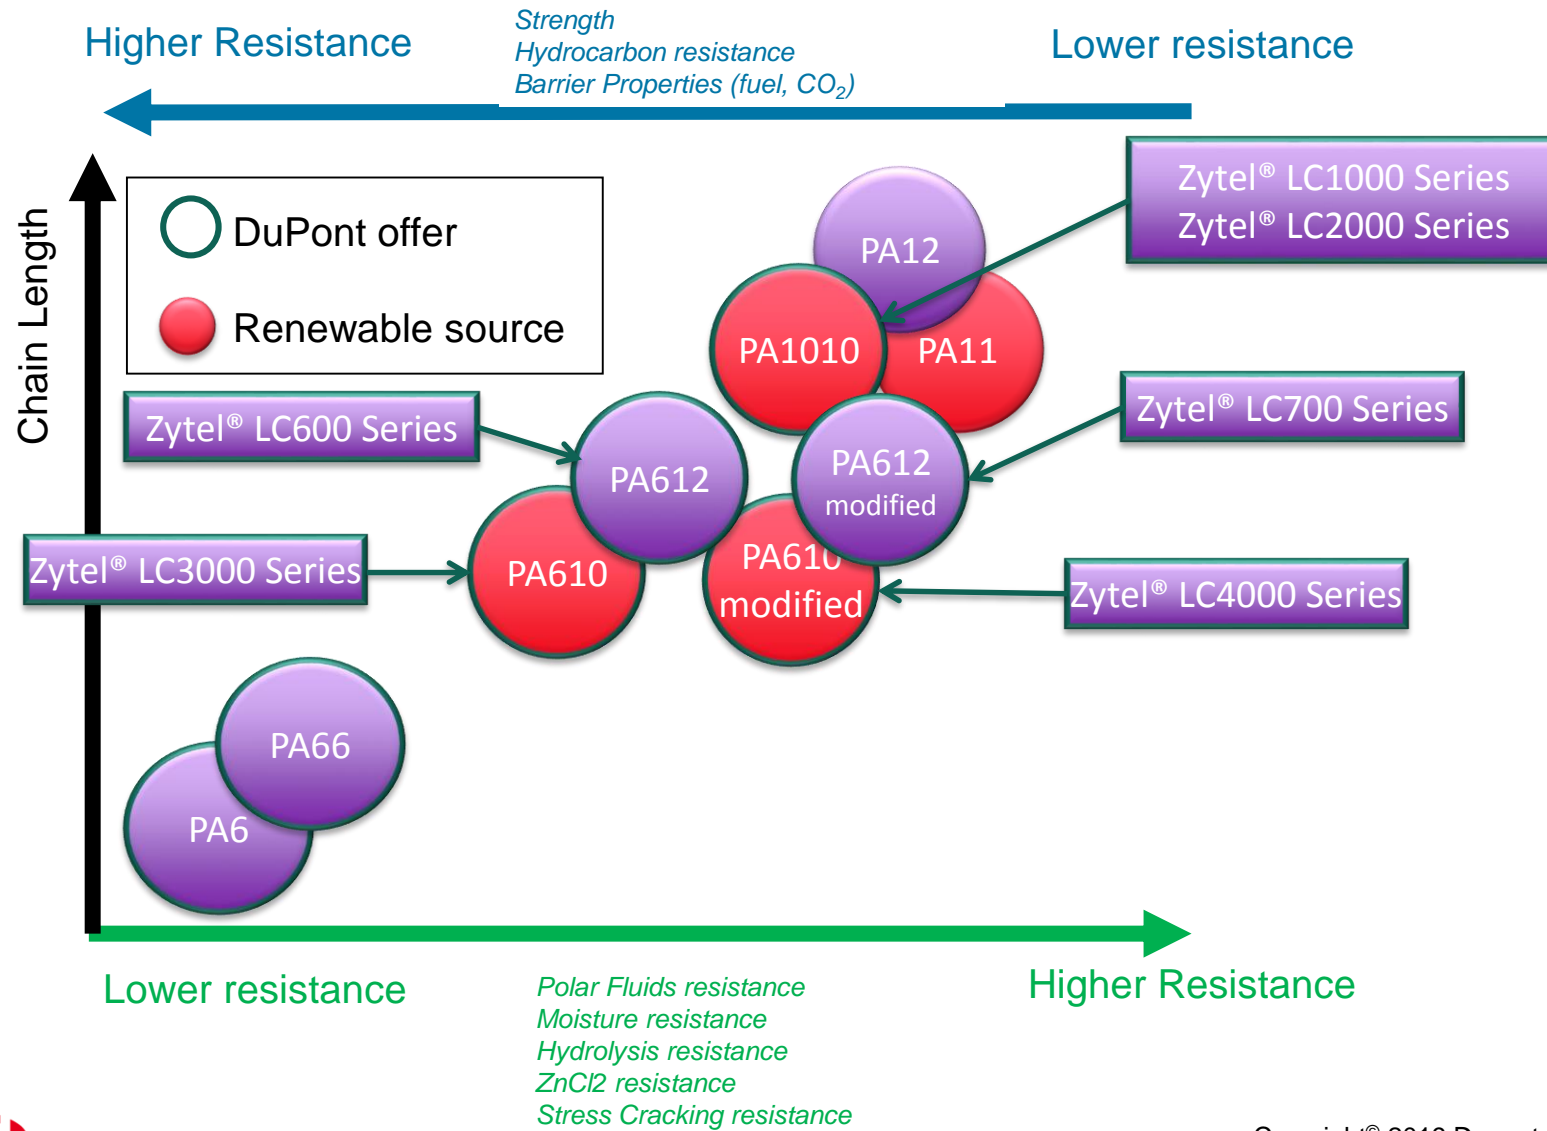 Higher Resistance
Strength
Hydrocarbon resistance
Barrier Properties (fuel, CO₂)
Lower resistance
Chain Length
DuPont offer
Renewable source
Zytel® LC1000 Series
Zytel® LC2000 Series
PA12
PA1010
PA11
Zytel® LC600 Series
Zytel® LC700 Series
PA612
PA612
modified
Zytel® LC3000 Series
PA610
PA610
modified
Zytel® LC4000 Series
PA66
PA6
Lower resistance
Polar Fluids resistance
Moisture resistance
Hydrolysis resistance
ZnCl2 resistance
Stress Cracking resistance
Higher Resistance